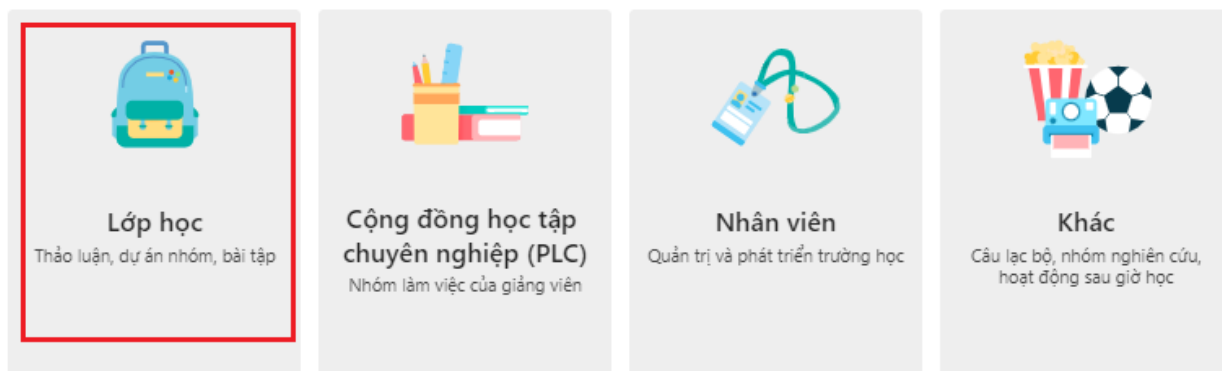 Lớp học
Thảo luận, dự án nhóm, bài tập
Cộng đồng học tập
chuyên nghiệp (PLC)
Nhóm làm việc của giảng viên
Nhân viên
Quản trị và phát triển trường học
Khác
Câu lạc bộ, nhóm nghiên cứu,
hoạt động sau giờ học